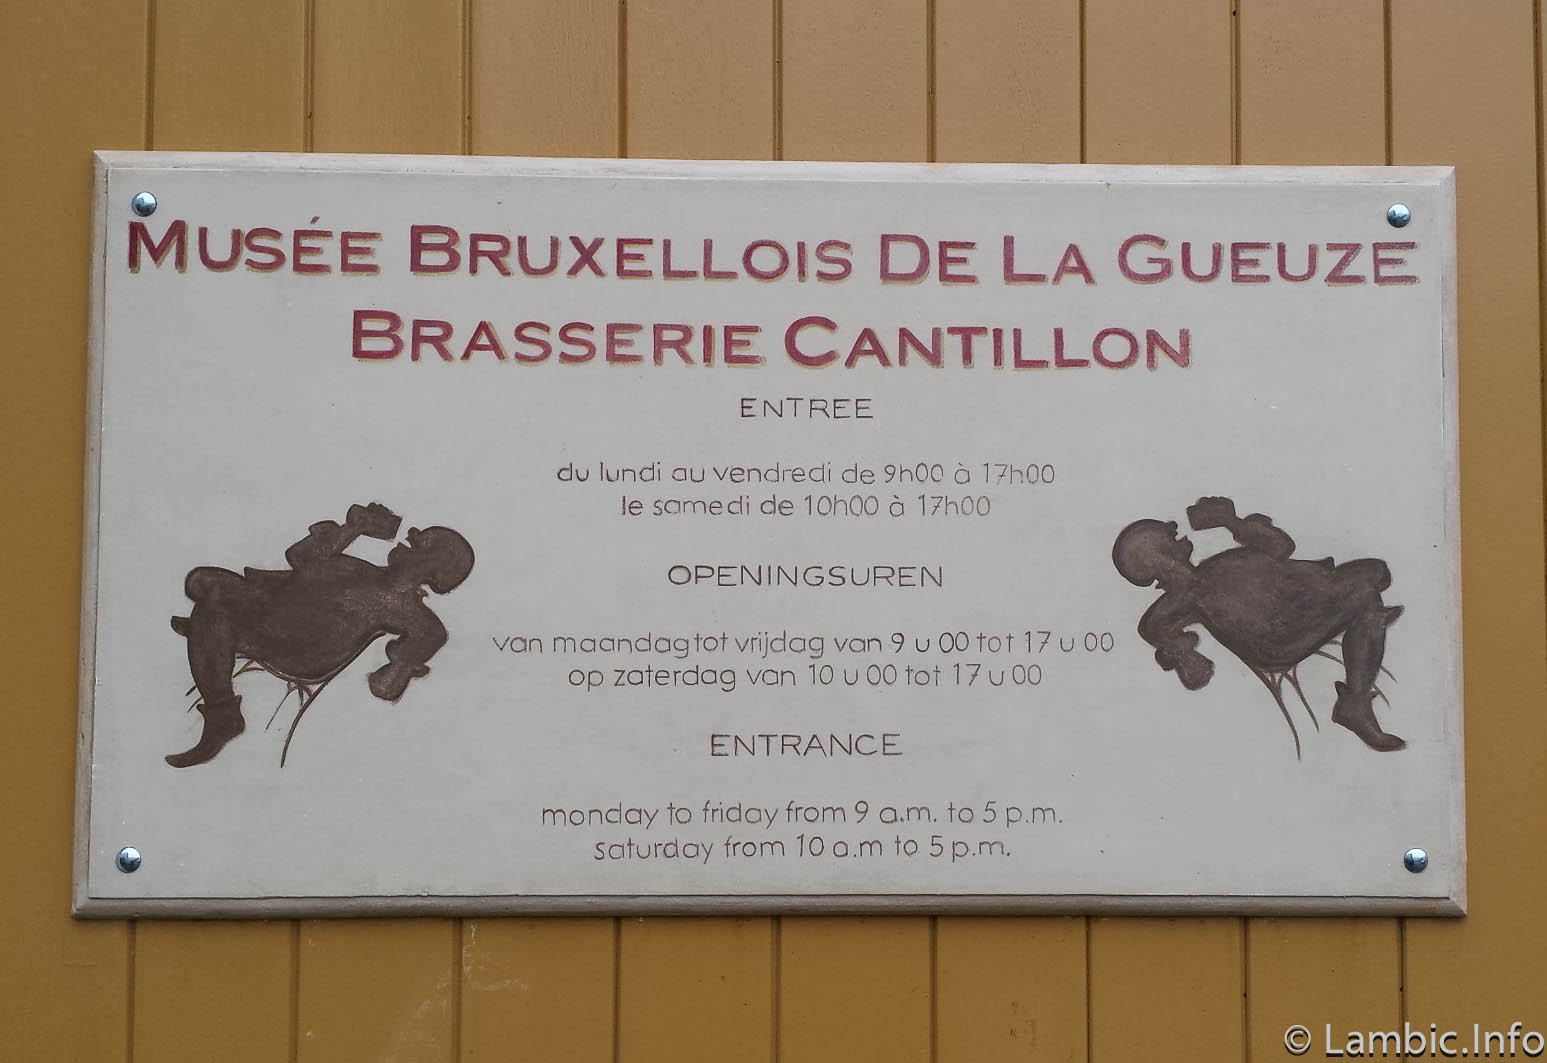 MUSÉE BRUXELLOIS DE LA GUEUZE
BRASSERIE CANTILLON
ENTREE
du lundi au vendredi de 9h00 à 17h00
le samedi de 10h00 à 17h00
OPENINGSUREN
van maandag tot vrijdag van 9 u 00 tot 17 u 00
op zaterdag van 10 u 00 tot 17 u 00
ENTRANCE
monday to friday from 9 a.m. to 5 p.m.
saturday from 10 a.m to 5 p.m.
© Lambic.Info